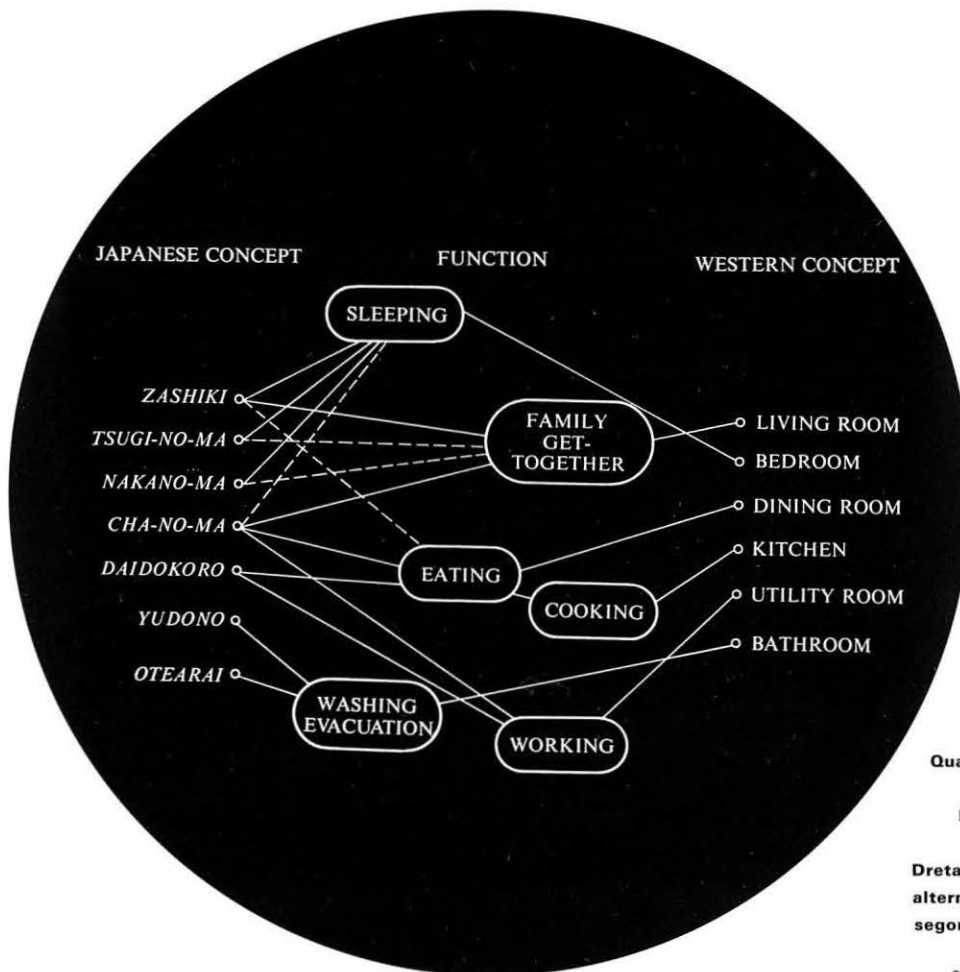 JAPANESE CONCEPT
FUNCTION
WESTERN CONCEPT
SLEEPING
ZASHIKI
TSUGI-NO-MA
NAKANO-MA
CHA-NO-MA
DAIDOKORO
YUDONO
OTEARAI
FAMILY
GET-
TOGETHER
EATING
COOKING
WASHING
EVACUATION
WORKING
LIVING ROOM
BEDROOM
DINING ROOM
KITCHEN
UTILITY ROOM
BATHROOM
Dreta